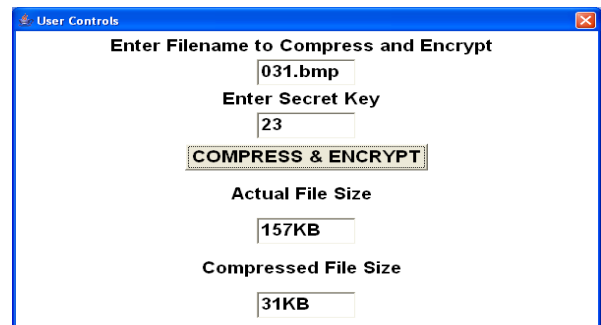 User Controls
Enter Filename to Compress and Encrypt
031.bmp
Enter Secret Key
23
COMPRESS & ENCRYPT
Actual File Size
157KB
Compressed File Size
31KB